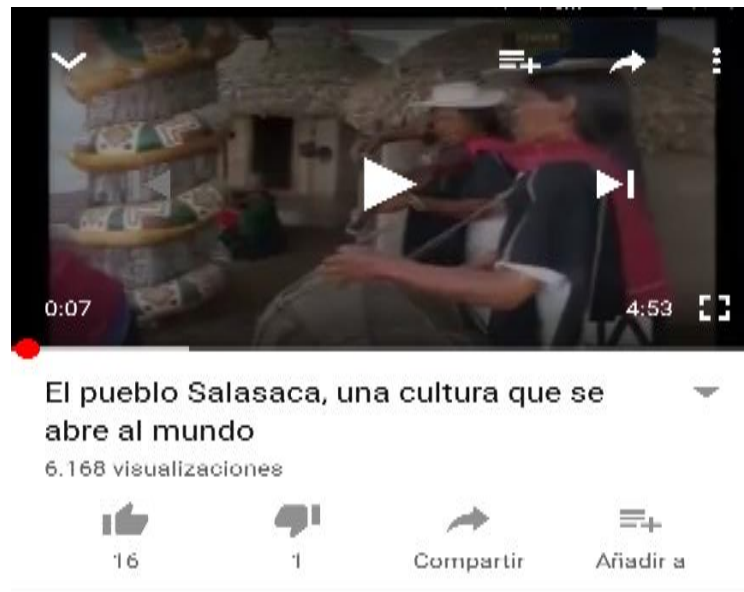 0:07
4:53
El pueblo Salasaca, una cultura que se
abre al mundo
6.168 visualizaciones
16
1
Compartir
Añadir a